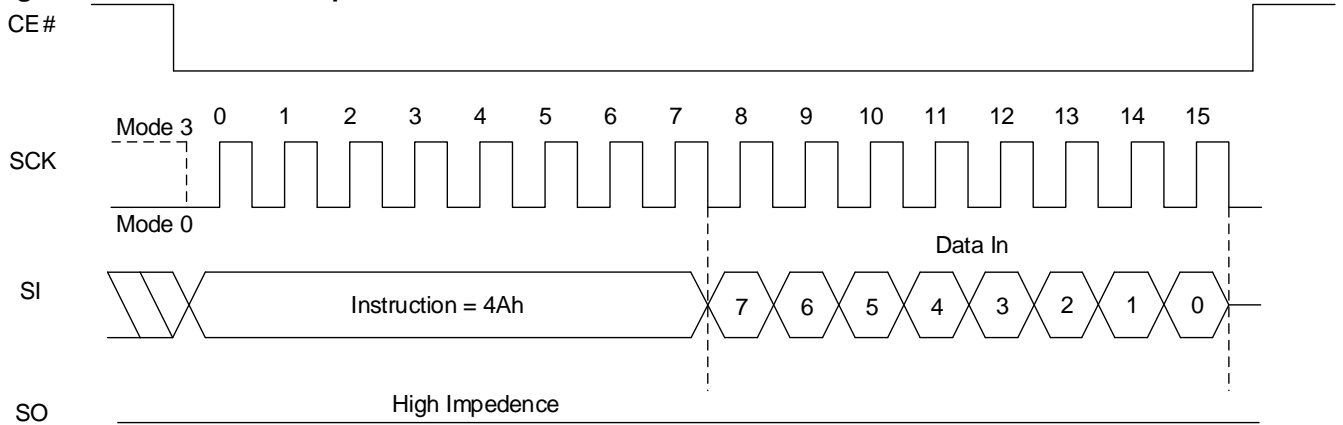 CE#
Mode 3
0 1 2 3 4 5 6 7 8 9 10 11 12 13 14 15
SCK
Mode 0
Data In
SI
Instruction = 4Ah
7 6 5 4 3 2 1 0
High Impedence
SO